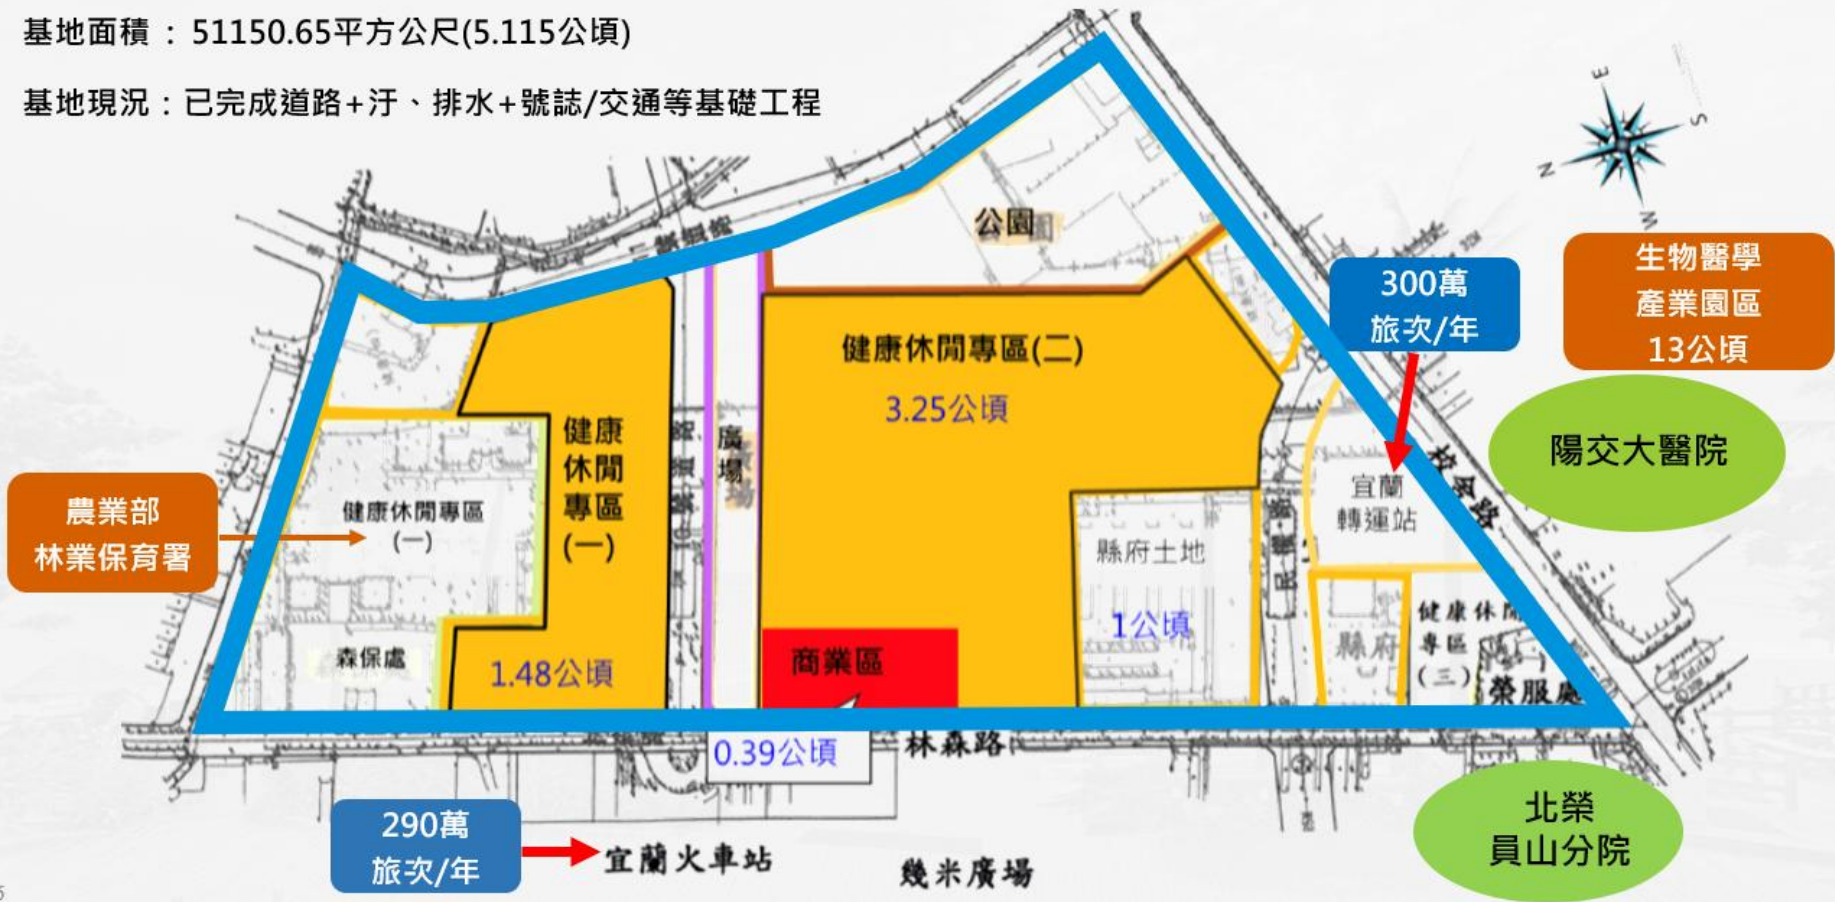 基地面積：51150.65平方公尺(5.115公頃)
基地現況：已完成道路+汙、排水+號誌/交通等基礎工程
E
S
N
W
公園
生物醫學
產業園區
13公頃
300萬
旅次/年
健康休閒專區(二)
3.25公頃
健康
休閒
專區
(一)
廣場
陽交大醫院
校舍路
宜蘭
轉運站
農業部
林業保育署
健康休閒專區
(一)
縣府土地
1公頃
森保處
1.48公頃
商業區
縣府
健康休閒
專區
(三)
榮服處
0.39公頃
林森路
290萬
旅次/年
宜蘭火車站
幾米廣場
北榮
員山分院